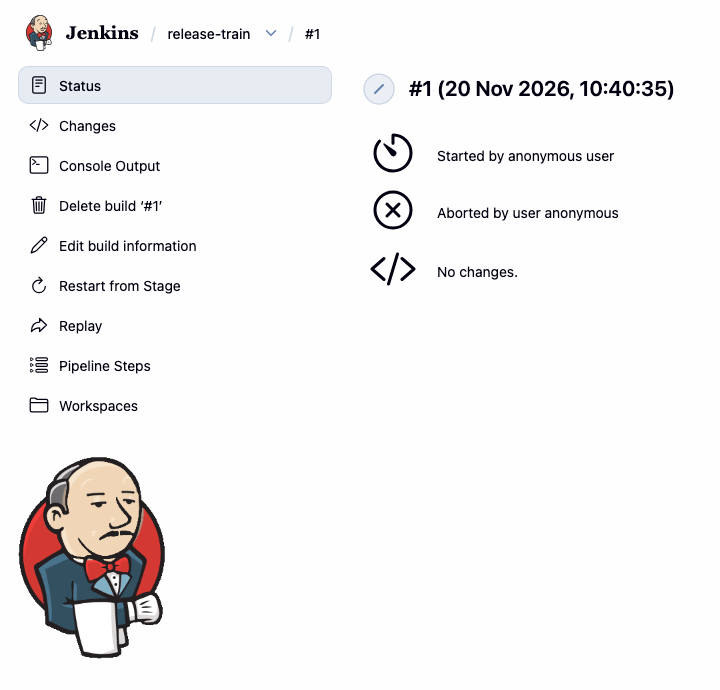 Jenkins / release-train / #1
Status
Changes
Console Output
Delete build ‘#1’
Edit build information
Restart from Stage
Replay
Pipeline Steps
Workspaces
#1 (20 Nov 2026, 10:40:35)
Started by anonymous user
Aborted by user anonymous
No changes.